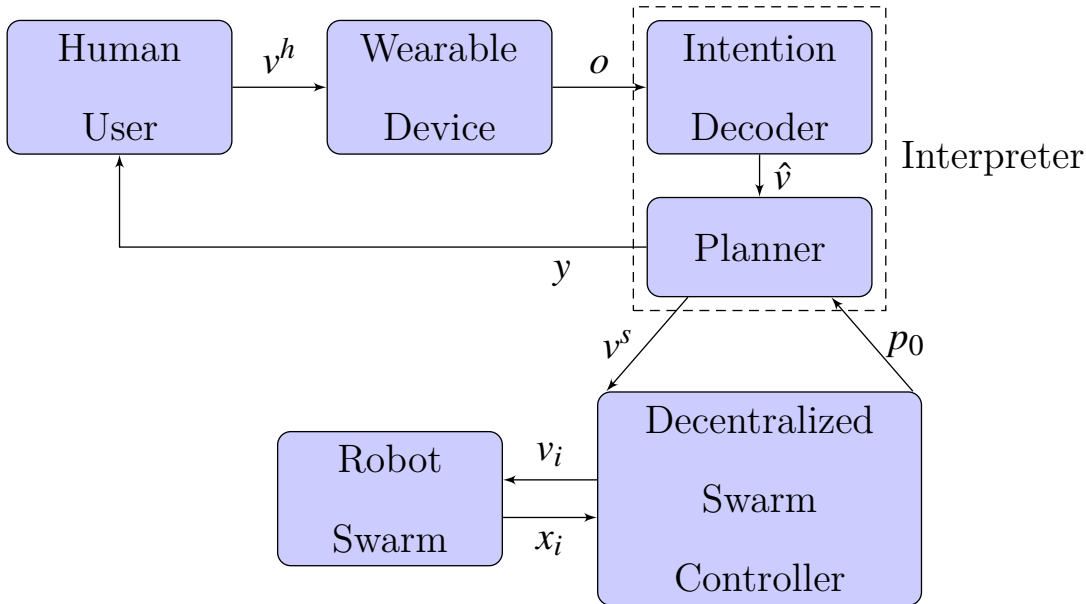 Human
User
v^h
Wearable
Device
o
Intention
Decoder
Interpreter
v̂
Planner
y
v^s
p_0
Decentralized
Swarm
Controller
v_i
x_i
Robot
Swarm